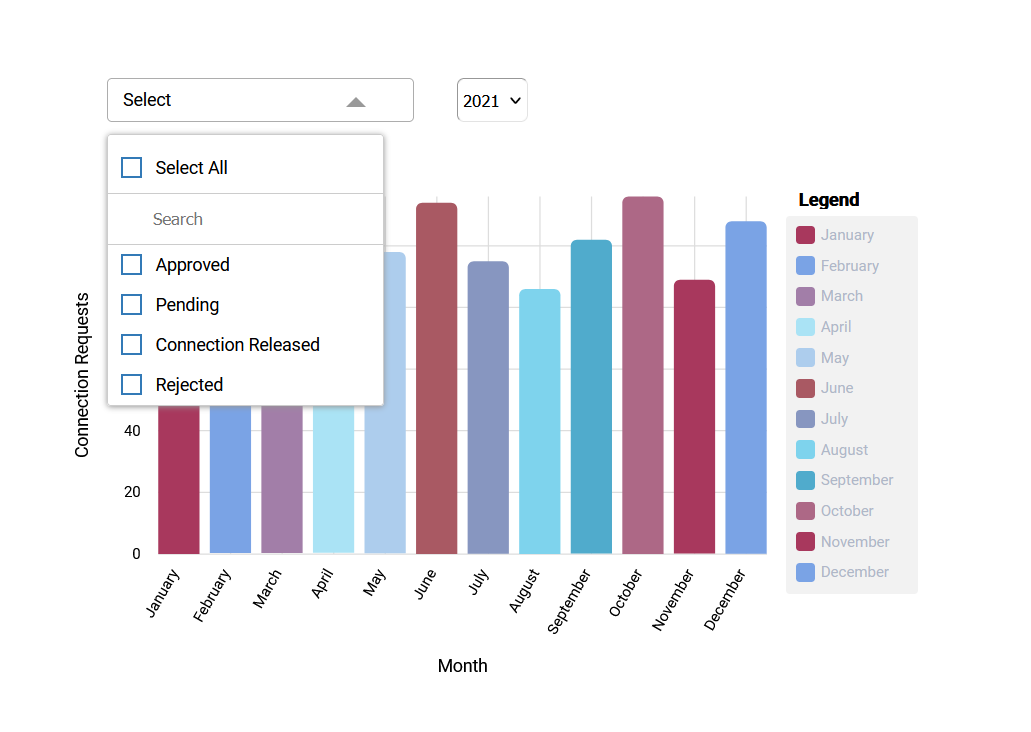 Select
2021
Select All
Search
Approved
Pending
Connection Released
Rejected
Connection Requests
40
20
0
January
February
March
April
May
June
July
August
September
October
November
December
Month
Legend
January
February
March
April
May
June
July
August
September
October
November
December